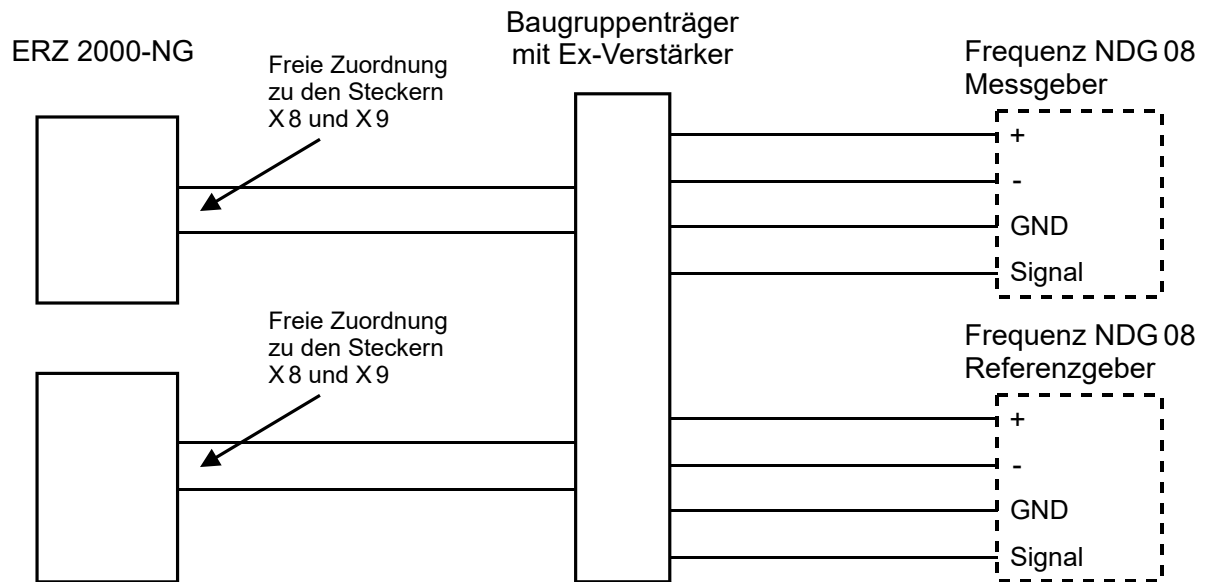 ERZ 2000-NG
Freie Zuordnung
zu den Steckern
X 8 und X 9
Baugruppenträger
mit Ex-Verstärker
Frequenz NDG 08
Messgeber
+
-
GND
Signal
Freie Zuordnung
zu den Steckern
X 8 und X 9
Frequenz NDG 08
Referenzgeber
+
-
GND
Signal